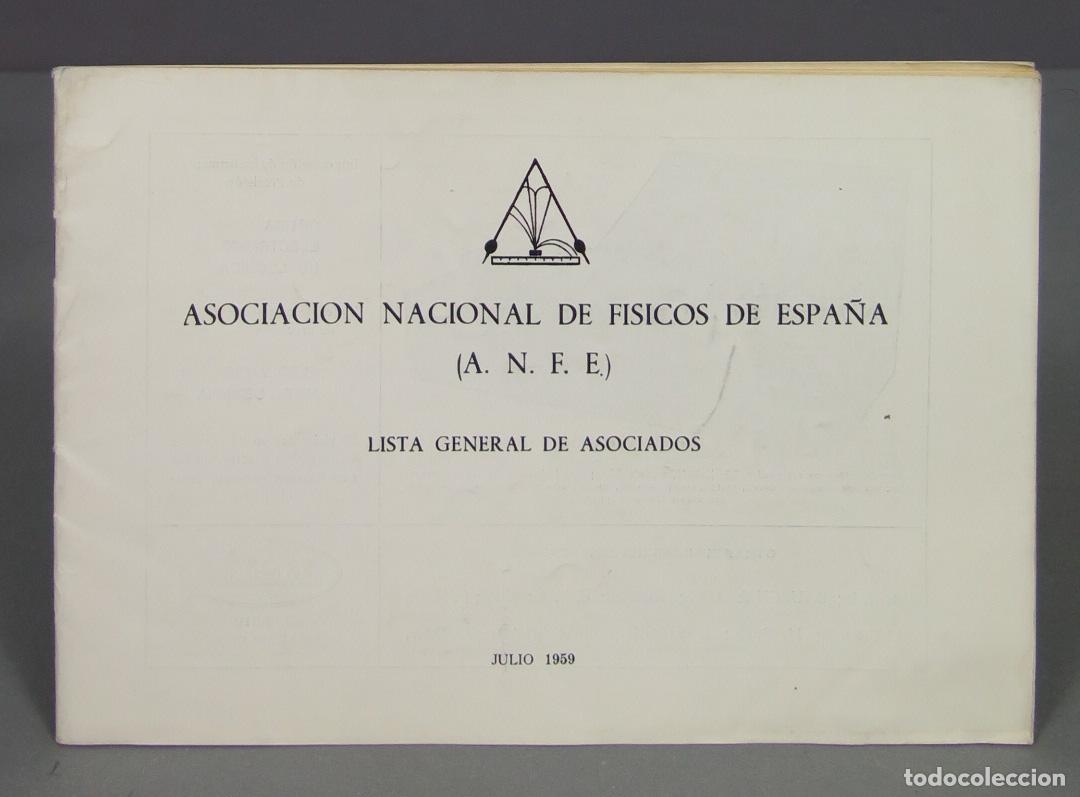 ASOCIACION NACIONAL DE FISICOS DE ESPAÑA
(A. N. F. E.)
LISTA GENERAL DE ASOCIADOS
JULIO 1959
todocoleccion